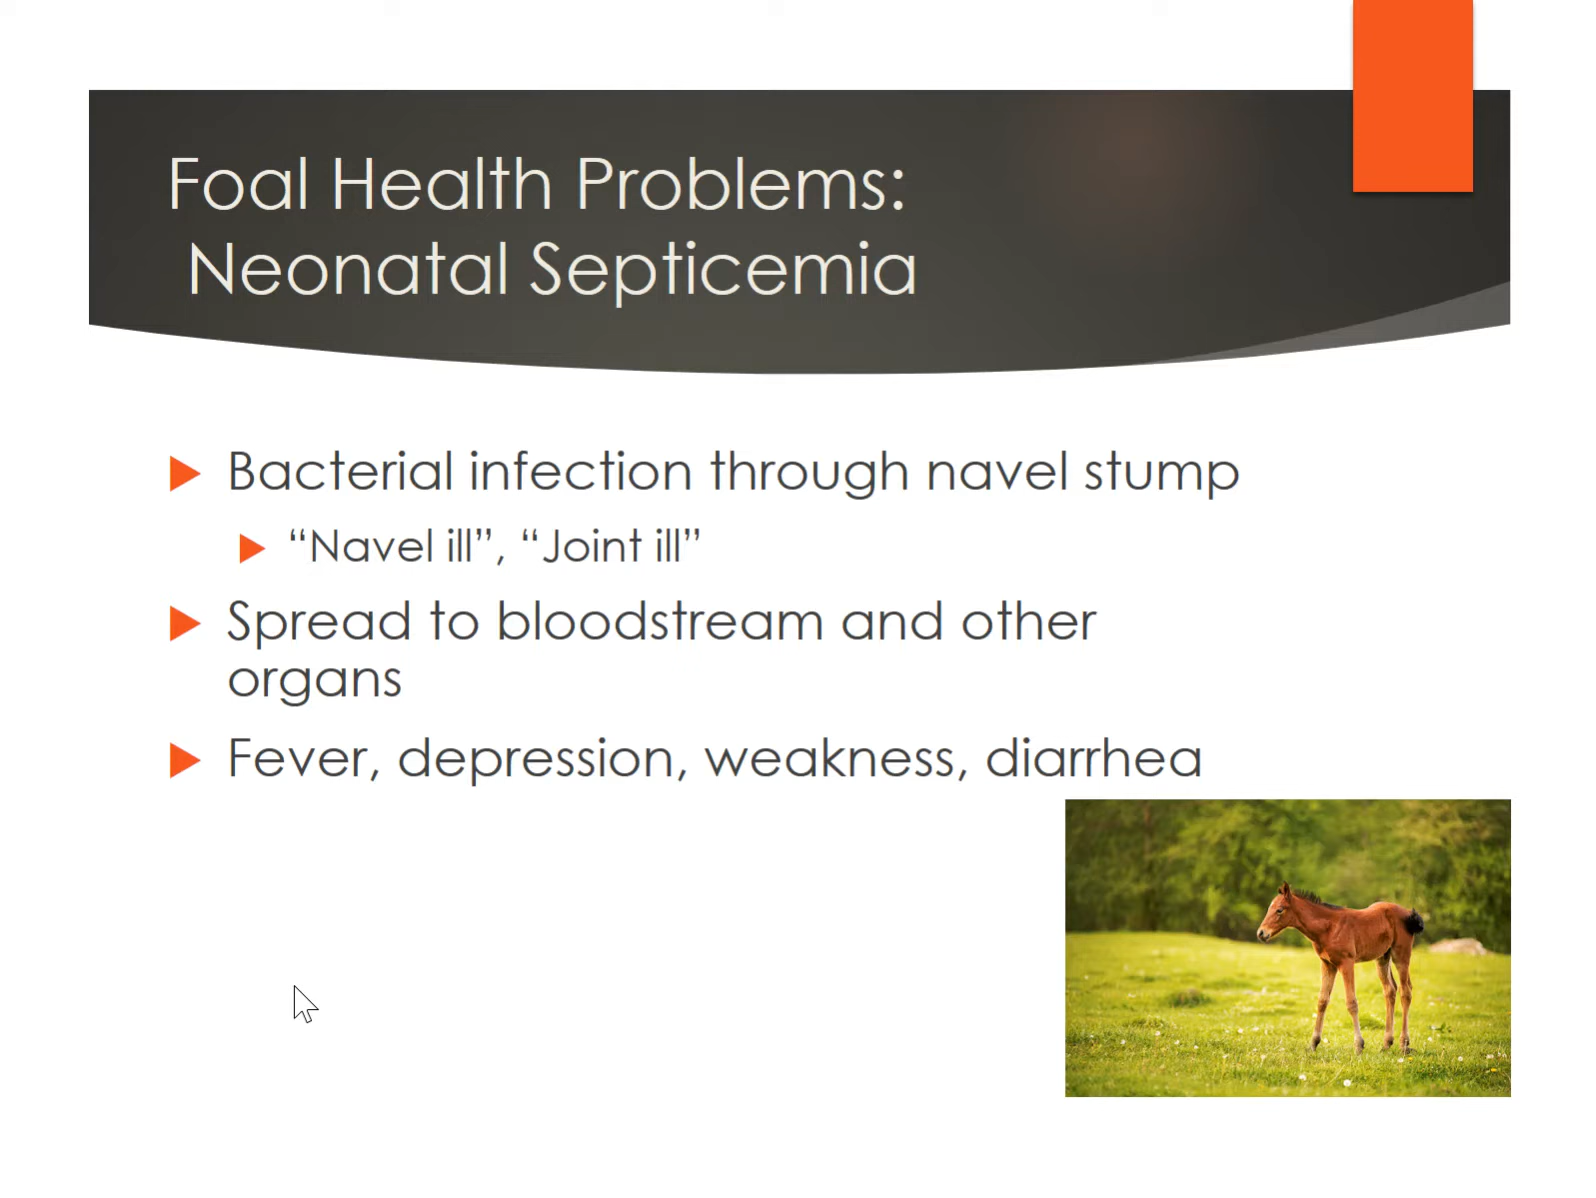 Foal Health Problems:
Neonatal Septicemia
Bacterial infection through navel stump
“Navel ill”, “Joint ill”
Spread to bloodstream and other
organs
Fever, depression, weakness, diarrhea